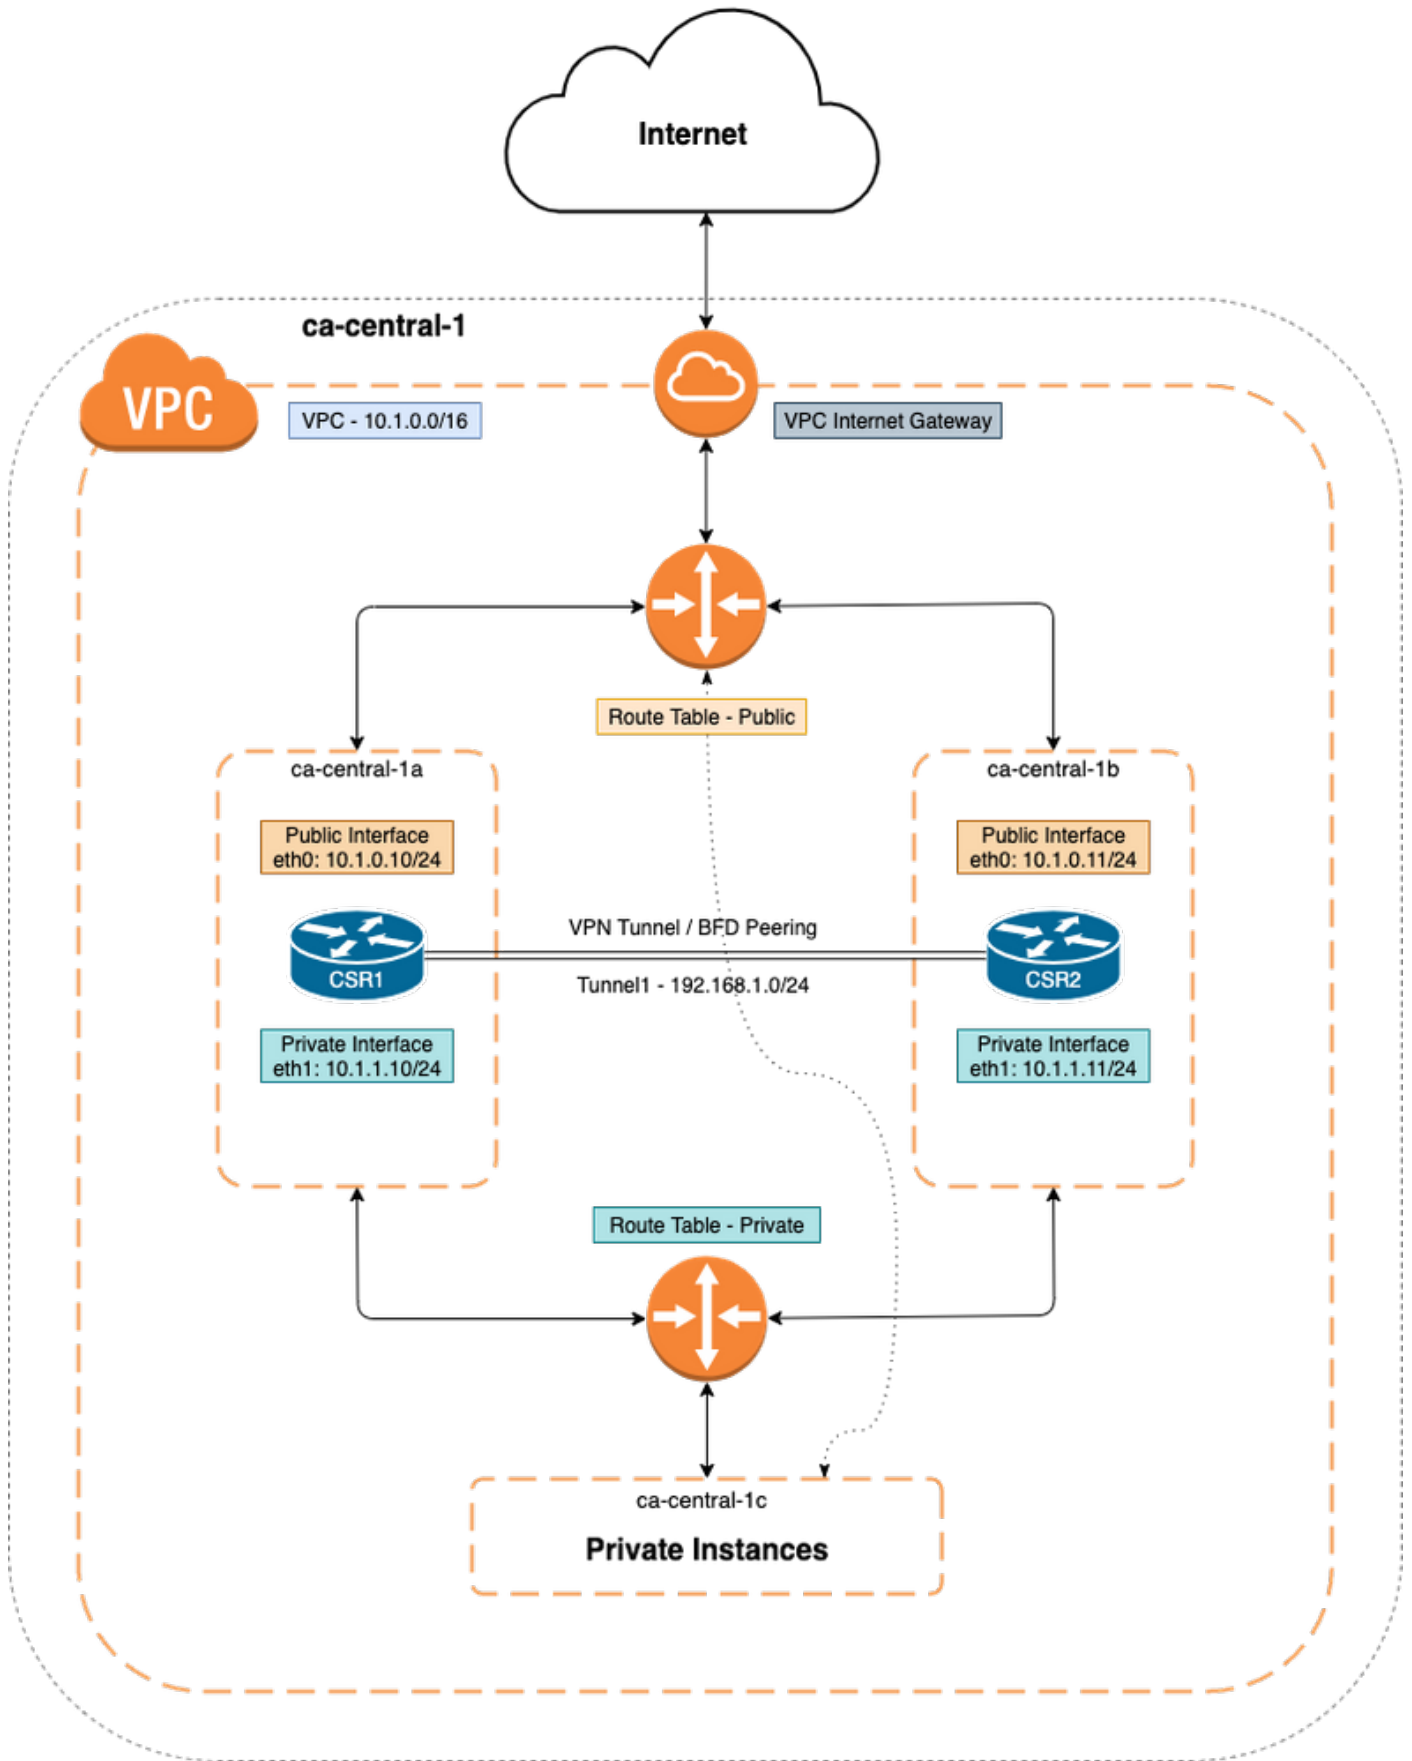 Internet
ca-central-1
VPC
VPC - 10.1.0.0/16
VPC Internet Gateway
Route Table - Public
ca-central-1a
ca-central-1b
Public Interface
eth0: 10.1.0.10/24
Public Interface
eth0: 10.1.0.11/24
VPN Tunnel / BFD Peering
CSR1
CSR2
Tunnel1 - 192.168.1.0/24
Private Interface
eth1: 10.1.1.10/24
Private Interface
eth1: 10.1.1.11/24
Route Table - Private
ca-central-1c
Private Instances